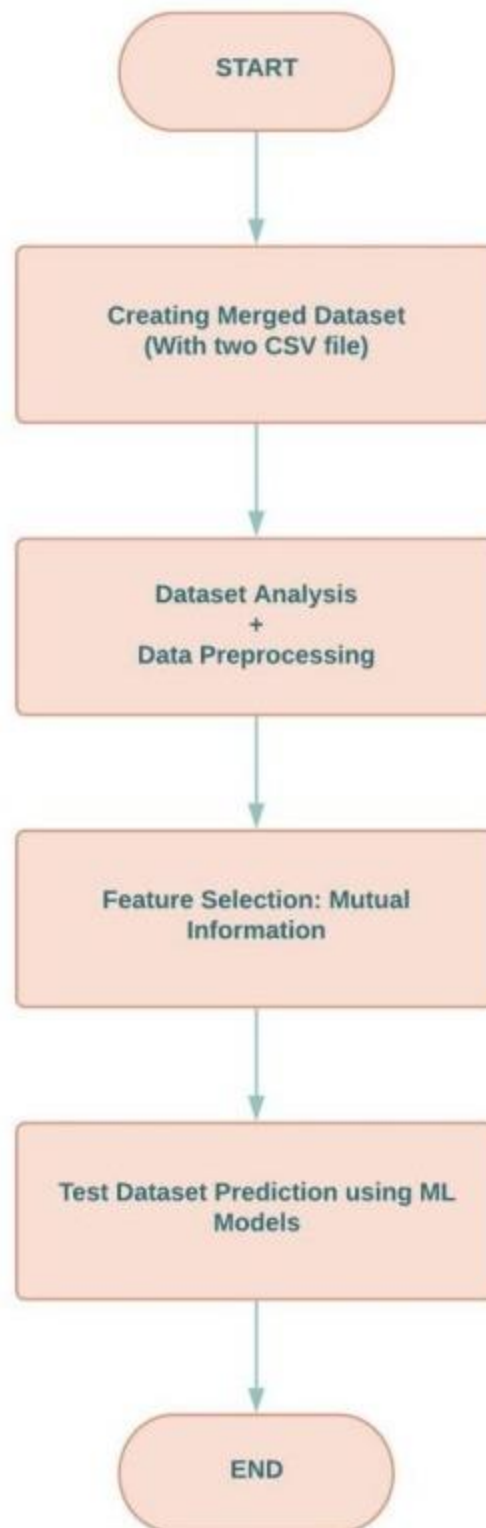 START
Creating Merged Dataset
(With two CSV file)
Dataset Analysis
+
Data Preprocessing
Feature Selection: Mutual
Information
Test Dataset Prediction using ML
Models
END